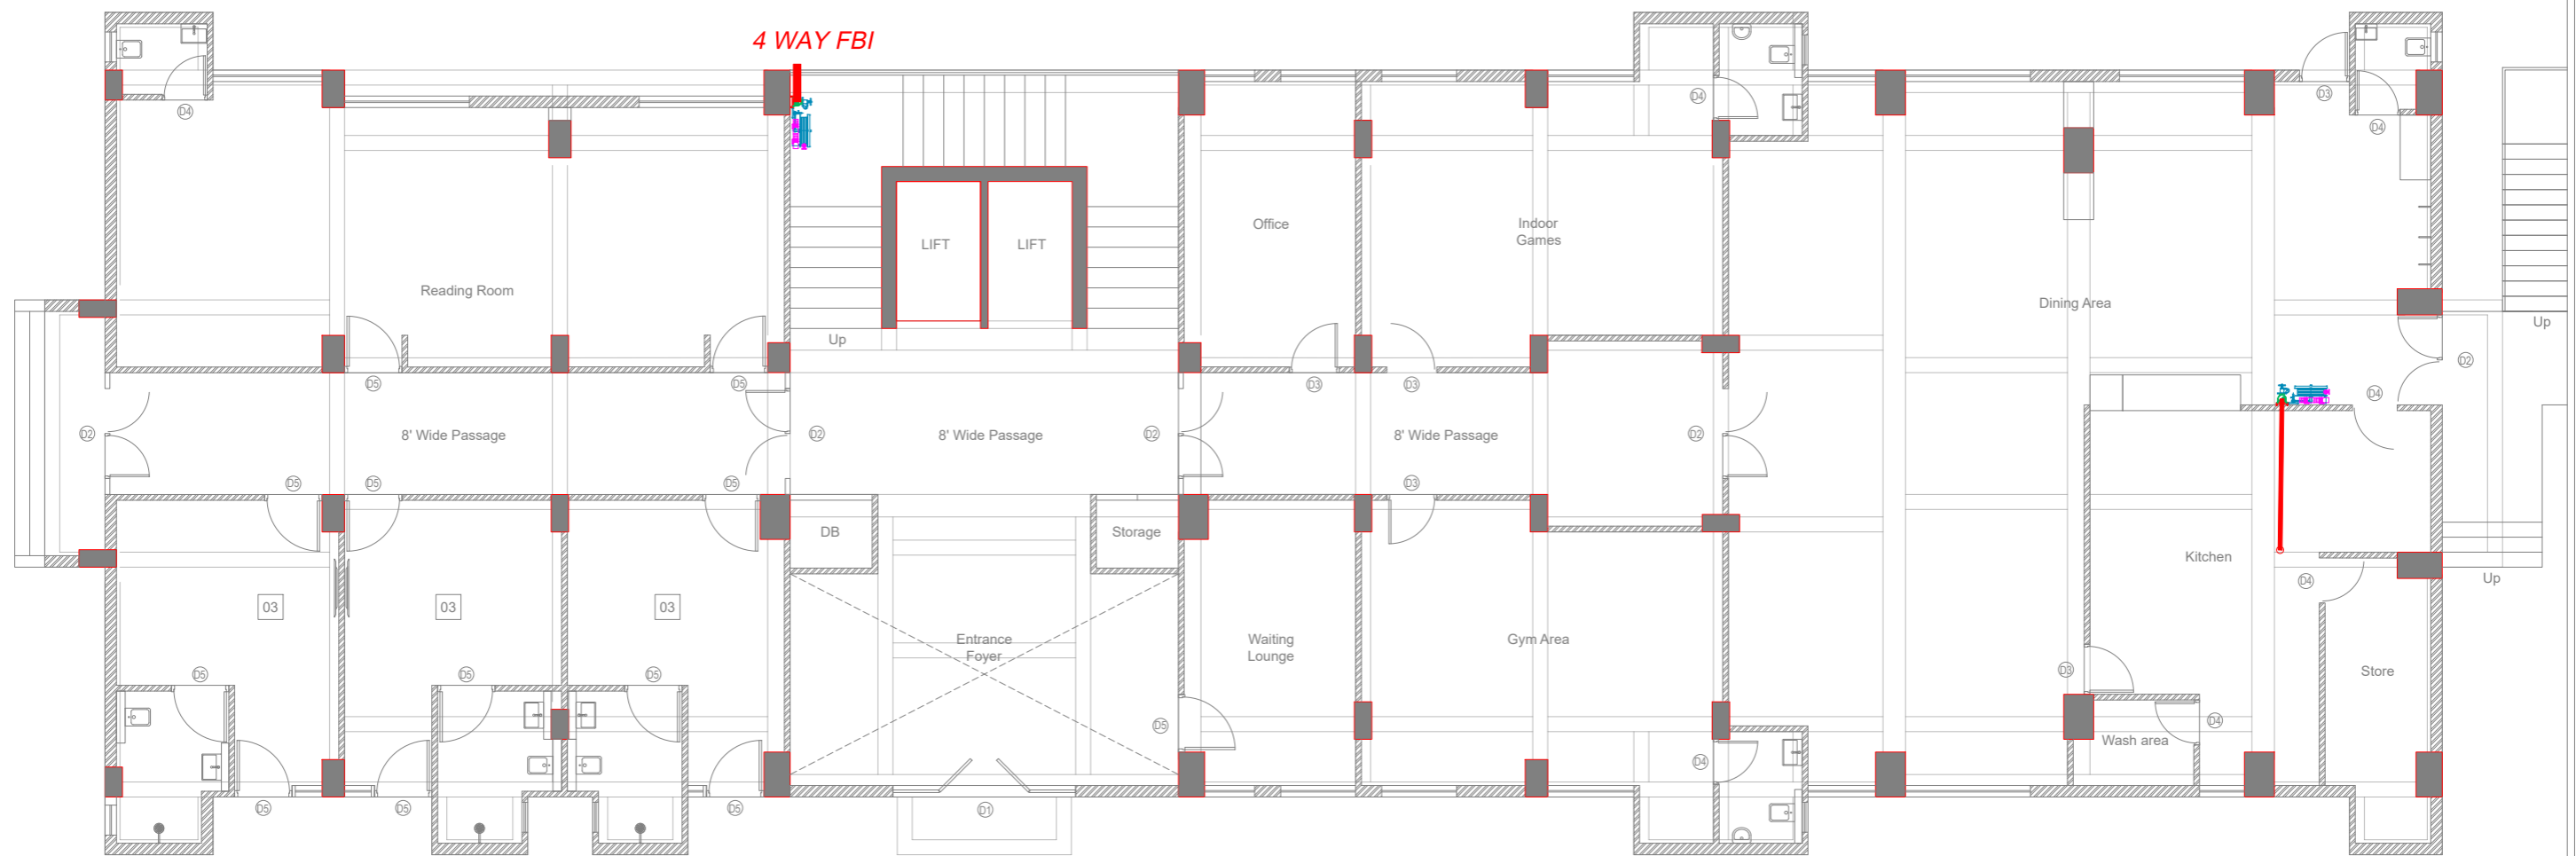 4 WAY FBI
D4
D3
D4
D4
Office
Indoor
Games
LIFT
LIFT
Reading Room
Dining Area
Up
Up
D5
D5
D3
D3
D2
D4
D2
8' Wide Passage
D2
8' Wide Passage
D2
8' Wide Passage
D2
D5
D5
D5
D3
DB
Storage
Kitchen
Up
D4
03
03
03
Entrance
Foyer
Waiting
Lounge
Gym Area
D5
D5
D5
D3
Store
D5
D4
Wash area
D4
D5
D5
D5
D1